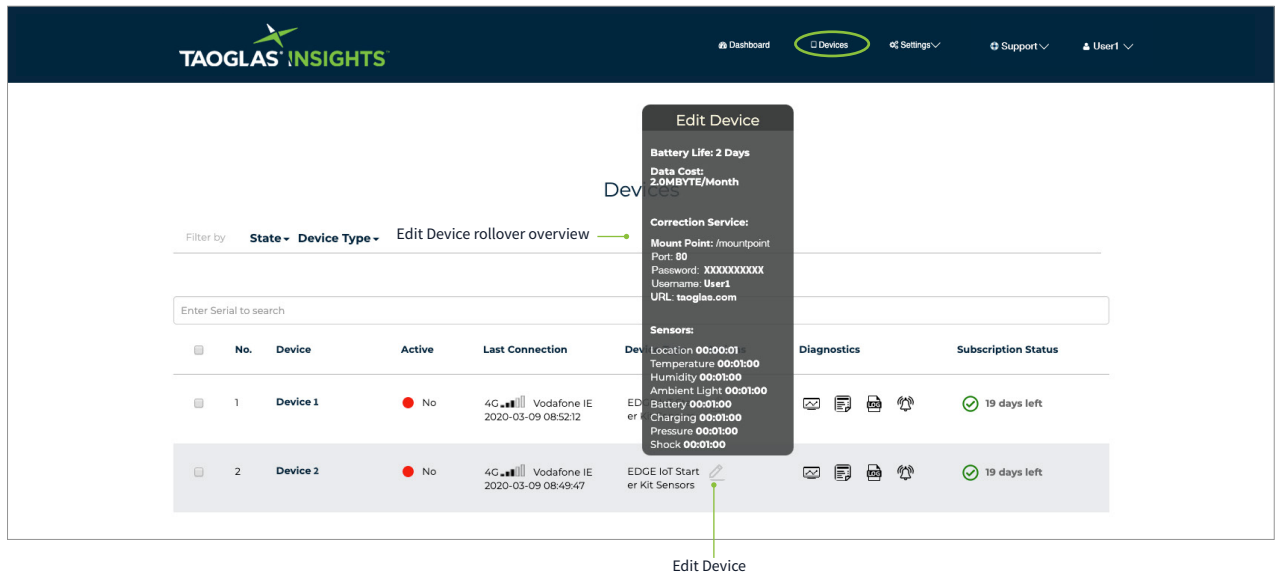 TAOGLAS INSIGHTS
Dashboard
Devices
Settings
Support
User1
Edit Device
Battery Life: 2 Days
Data Cost:
2.0MBYTE/Month
Devices
Correction Service:
Filter by State Device Type
Edit Device rollover overview
Mount Point: /mountpoint
Port: 80
Password: XXXXXXXXXX
Username: User1
URL: taoglas.com
Enter Serial to search
Sensors:
No. Device Active Last Connection Diagnostics Subscription Status
Location 00:00:01
Temperature 00:01:00
Humidity 00:01:00
Ambient Light 00:01:00
Battery 00:01:00
Charging 00:01:00
Pressure 00:01:00
Shock 00:01:00
1 Device 1 No 4G Vodafone IE LOG 19 days left
2020-03-09 08:52:12
2 Device 2 No 4G Vodafone IE EDGE IoT Start LOG 19 days left
2020-03-09 08:49:47 er Kit Sensors
Edit Device